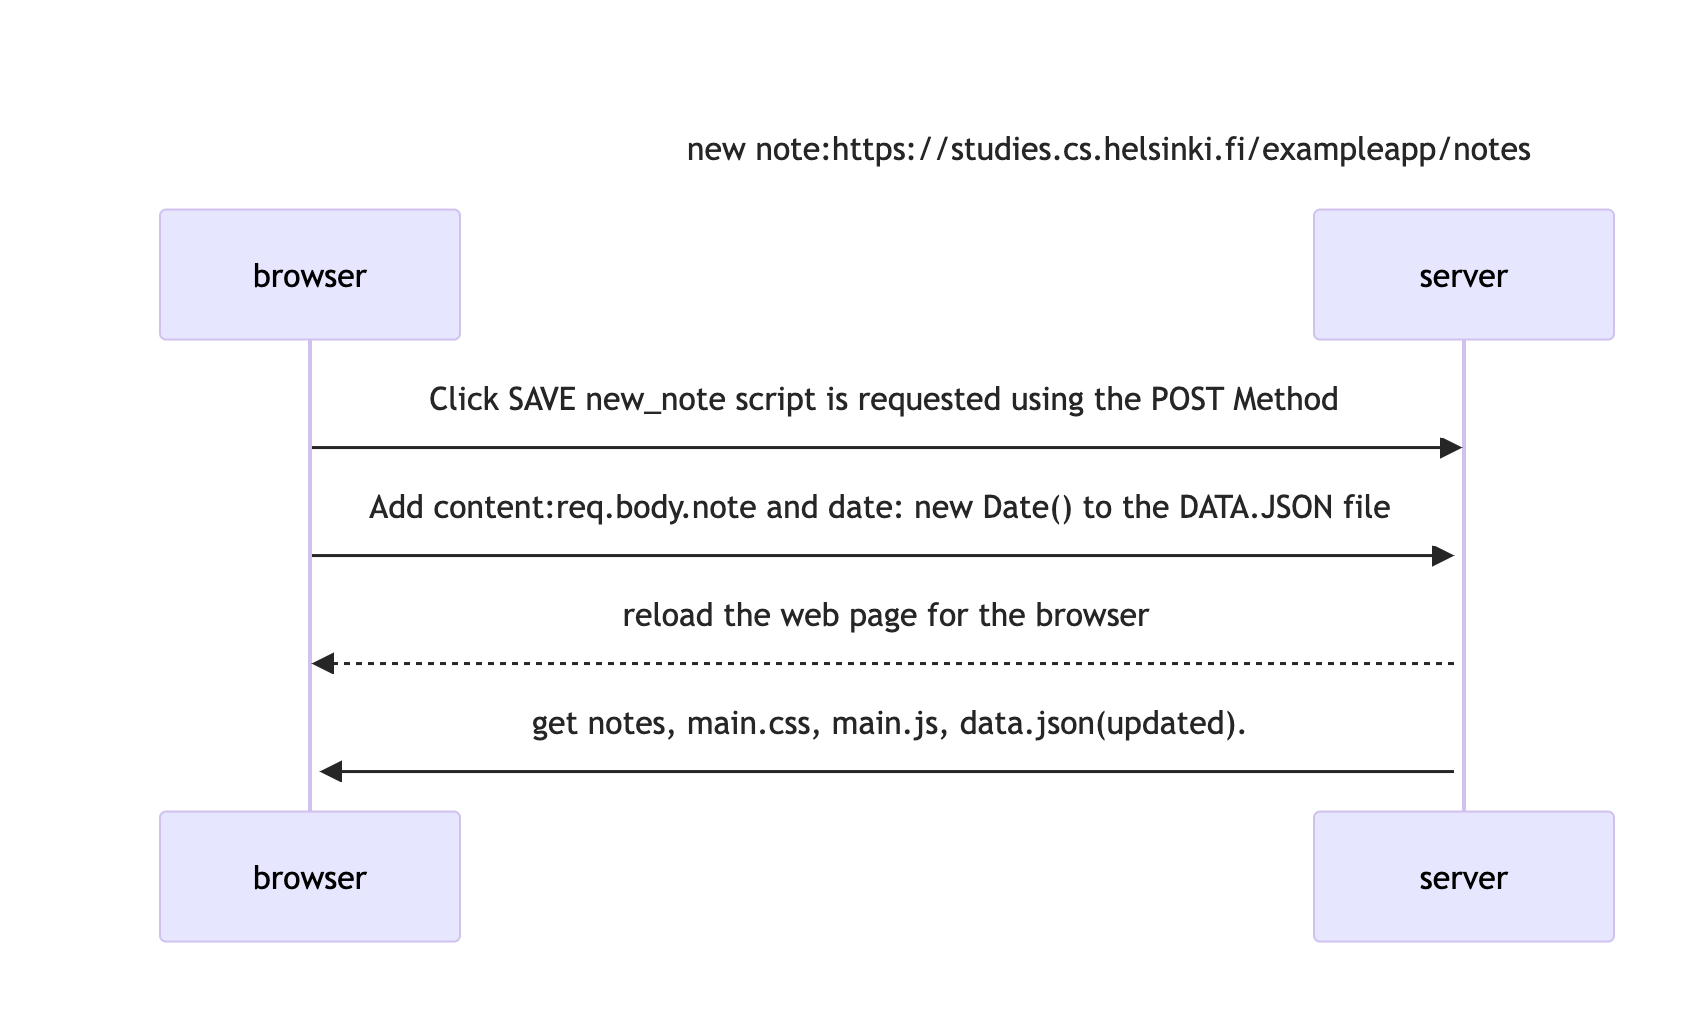 new note:https://studies.cs.helsinki.fi/exampleapp/notes
browser
server
Click SAVE new_note script is requested using the POST Method
Add content:req.body.note and date: new Date() to the DATA.JSON file
reload the web page for the browser
get notes, main.css, main.js, data.json(updated).
browser
server